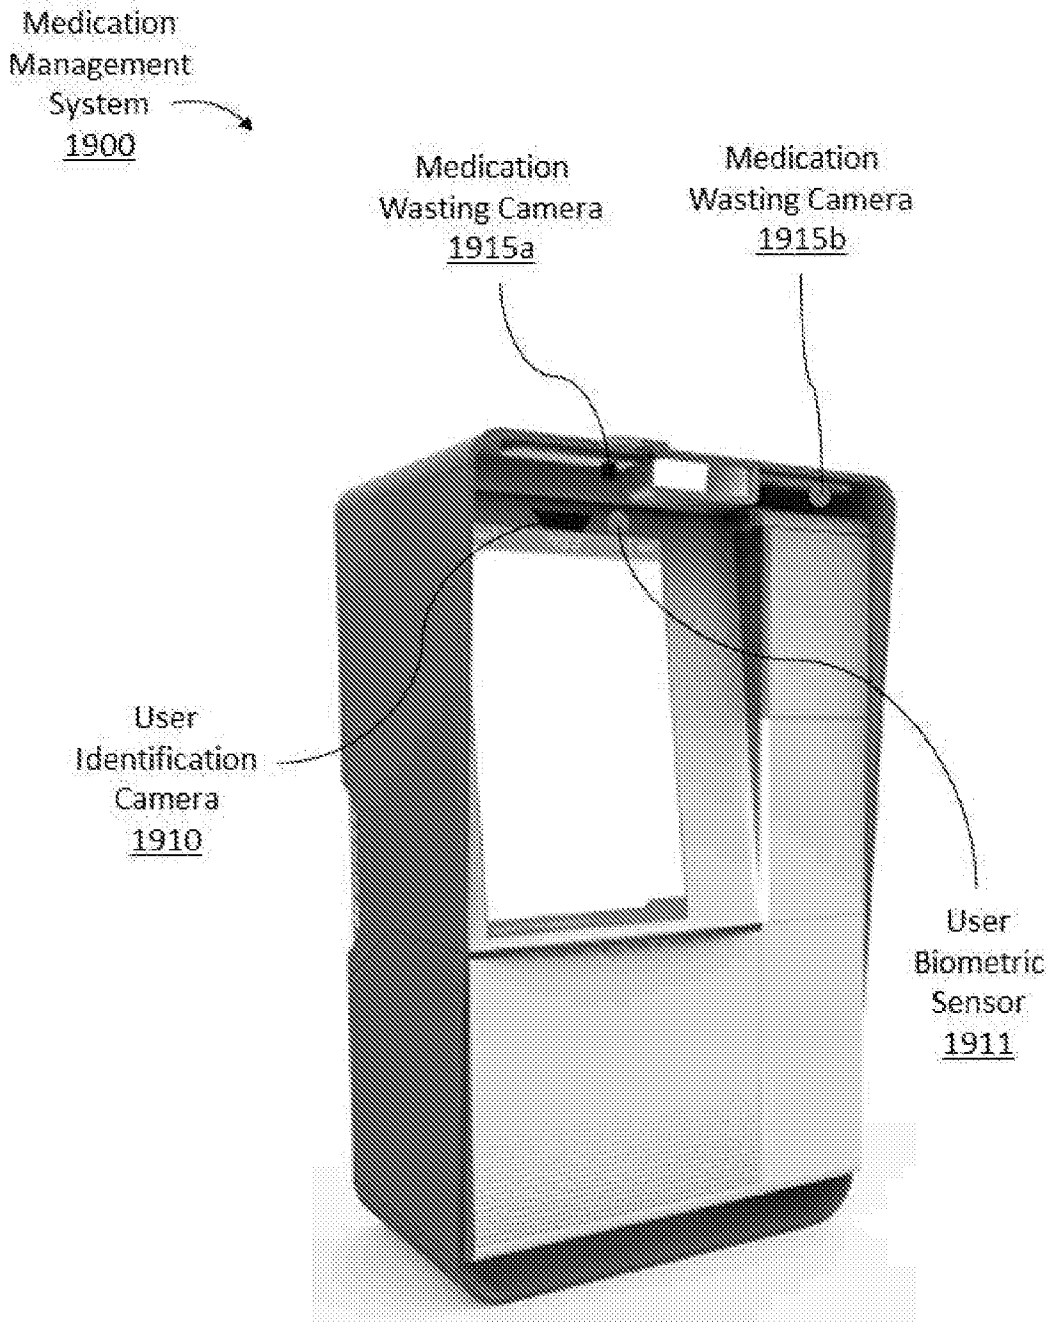 Medication
Management
System
1900
Medication
Wasting Camera
1915a
Medication
Wasting Camera
1915b
User
Identification
Camera
1910
User
Biometric
Sensor
1911